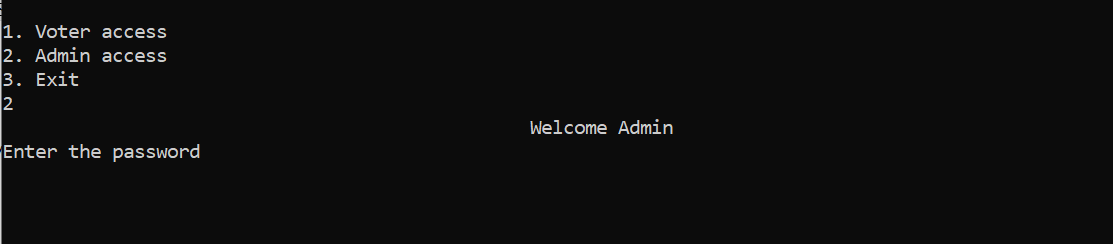 1. Voter access
2. Admin access
3. Exit
2
Welcome Admin
Enter the password